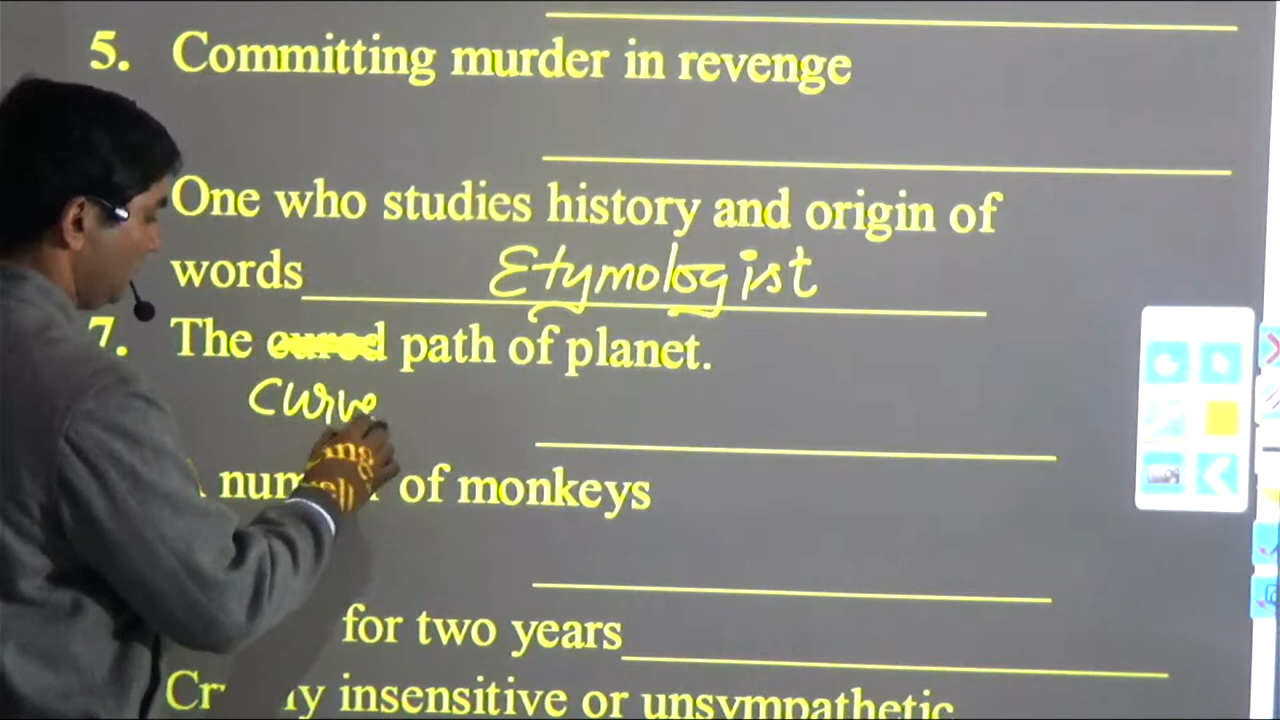 5. Committing murder in revenge
One who studies history and origin of
words Etymologist
7. The path of planet.
Curve
of monkeys
for two years
insensitive or unsympathetic